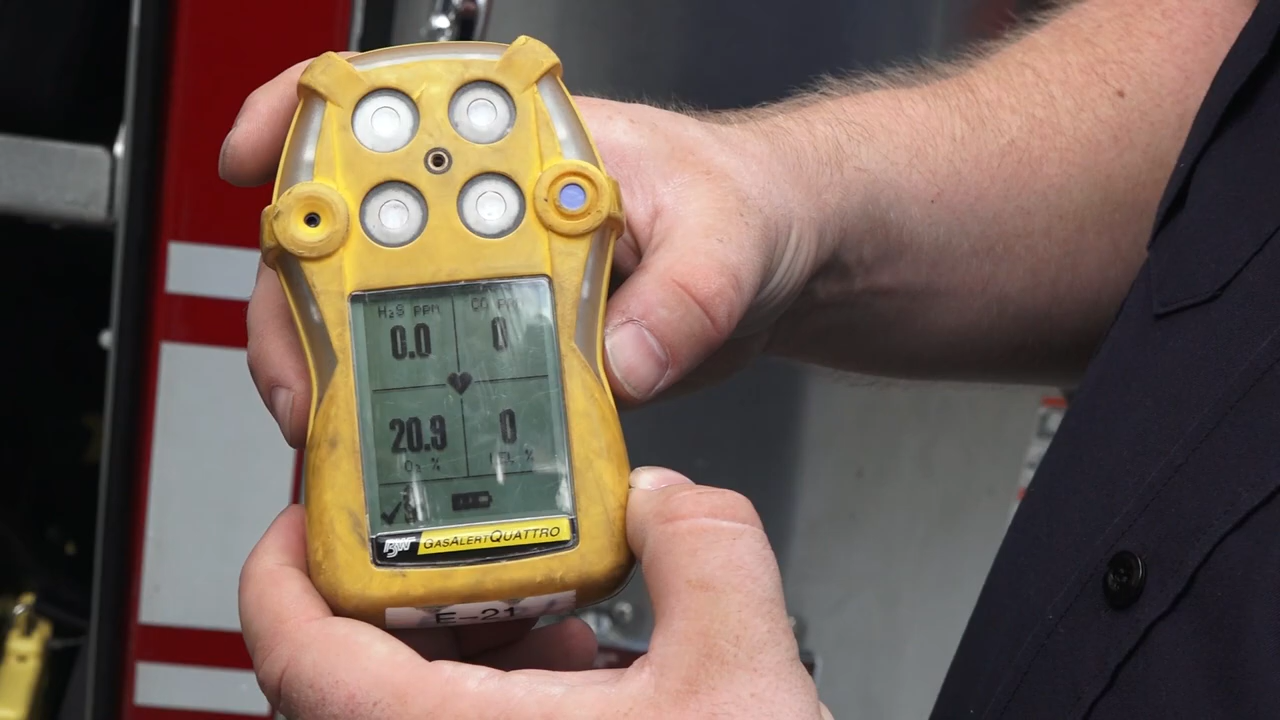 H₂S ppm CO ppm
0.0 0
20.9 0
O₂ % LEL %
BW GASALERTQUATTRO
E-21